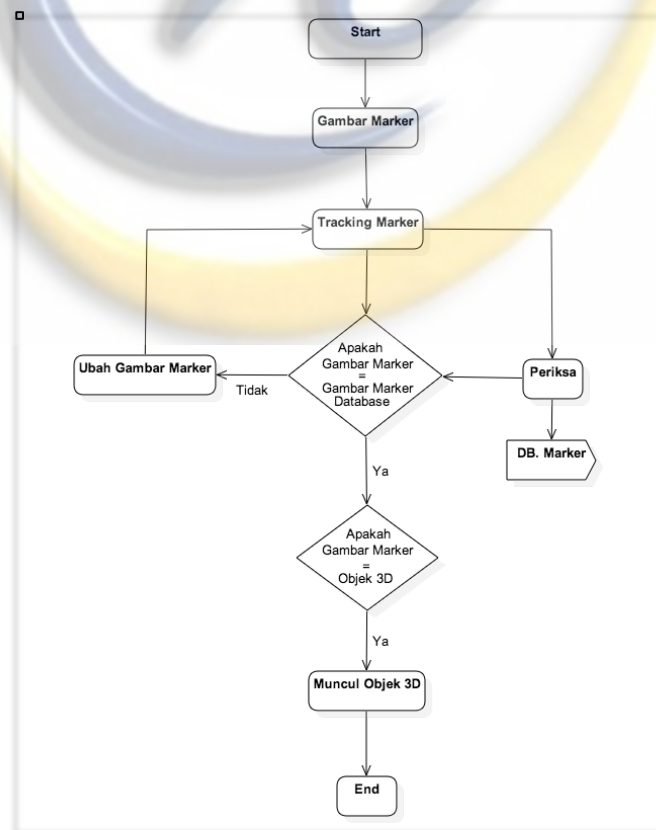 Start
Gambar Marker
Tracking Marker
Ubah Gambar Marker
Tidak
Apakah
Gambar Marker
=
Gambar Marker
Database
Periksa
DB. Marker
Ya
Apakah
Gambar Marker
=
Objek 3D
Ya
Muncul Objek 3D
End